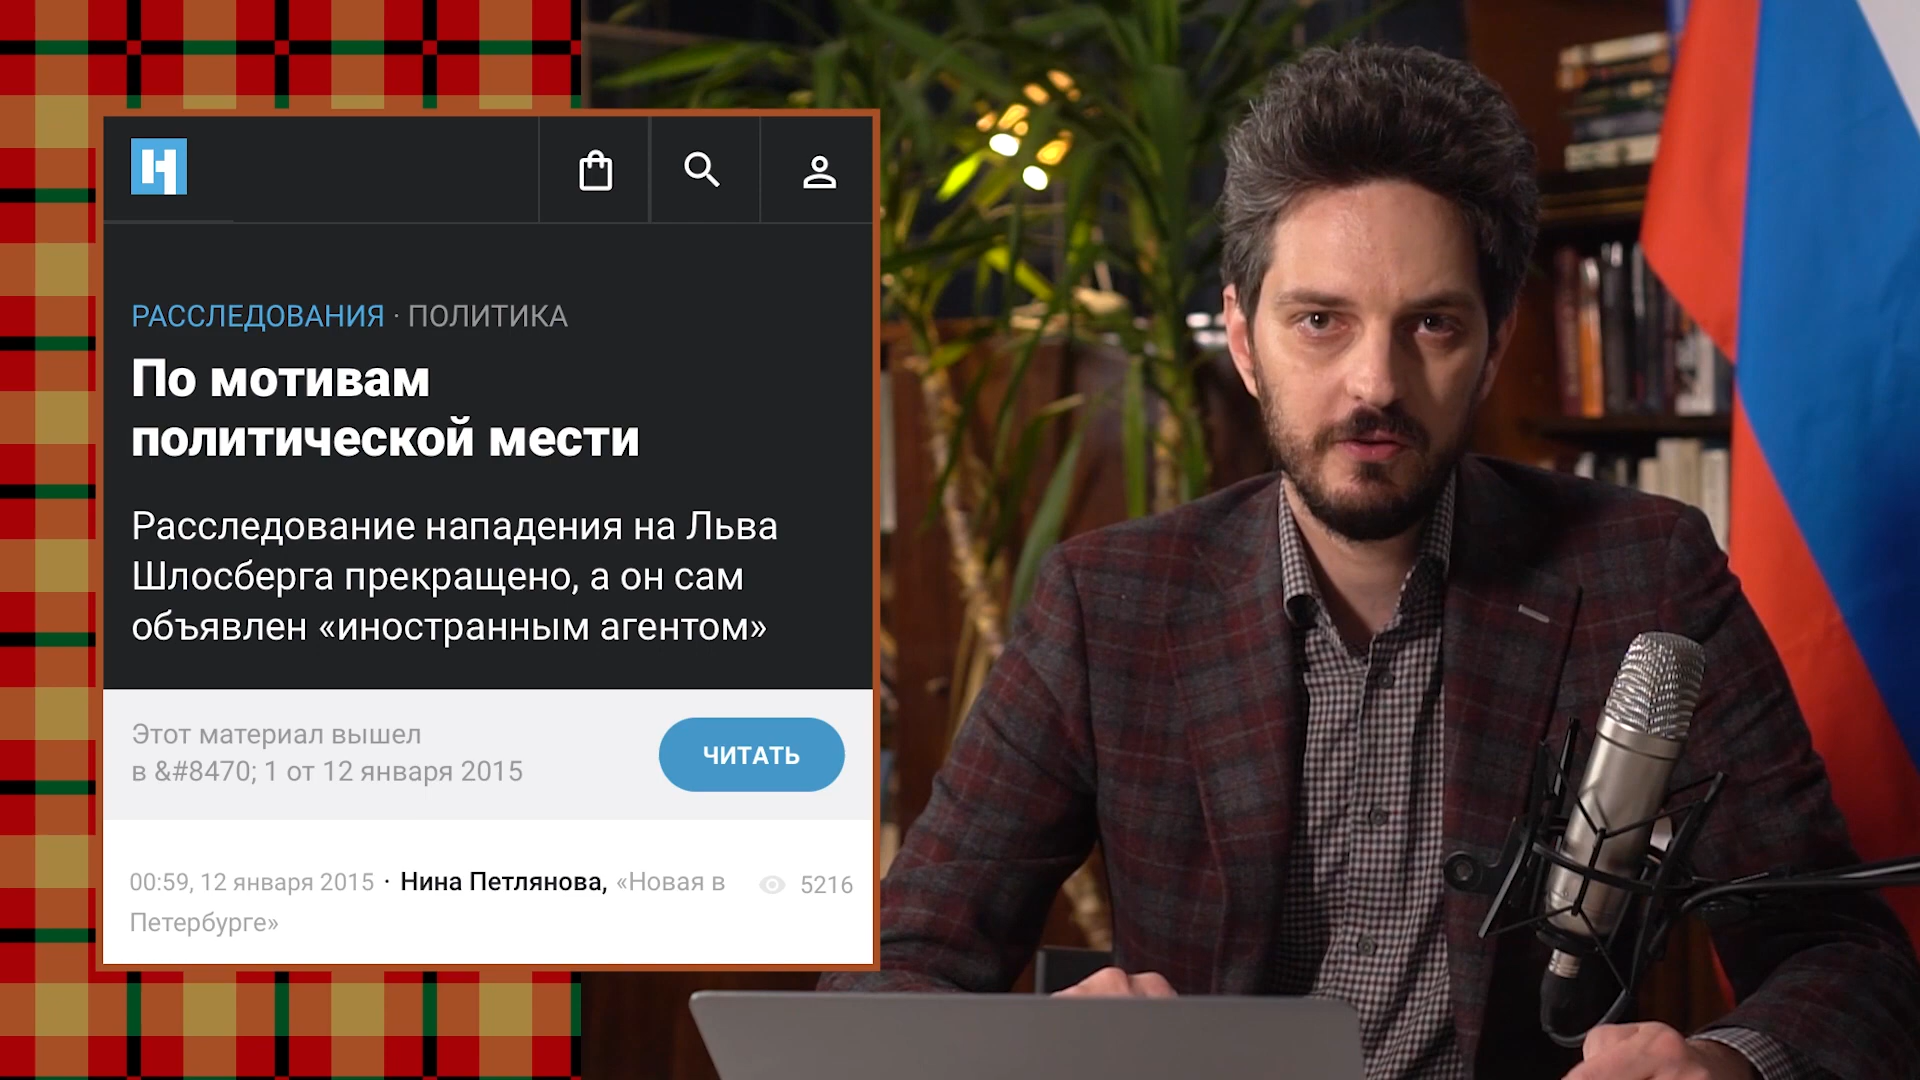 РАССЛЕДОВАНИЯ · ПОЛИТИКА
По мотивам
политической мести
Расследование нападения на Льва
Шлосберга прекращено, а он сам
объявлен «иностранным агентом»
Этот материал вышел
в &#8470; 1 от 12 января 2015
ЧИТАТЬ
00:59, 12 января 2015 · Нина Петлянова, «Новая в
Петербурге»
5216